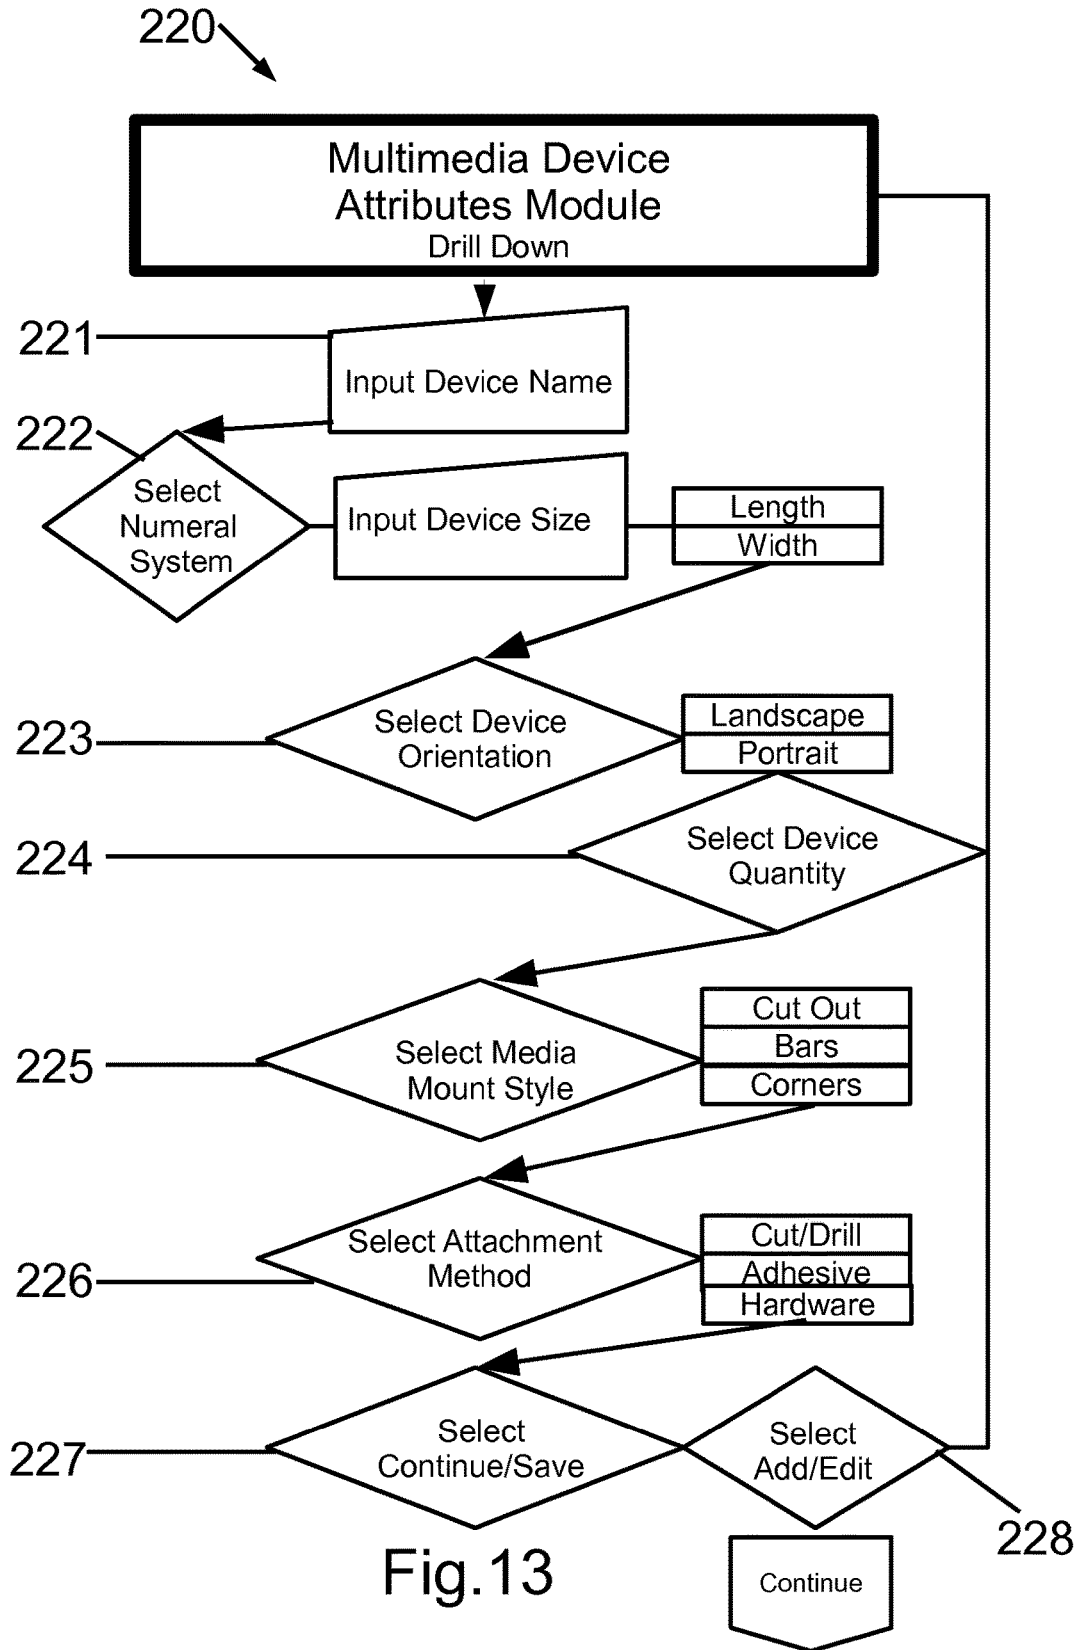 220
Multimedia Device
Attributes Module
Drill Down
221
Input Device Name
222
Select
Numeral
System
Input Device Size
Length
Width
223
Select Device
Orientation
Landscape
Portrait
224
Select Device
Quantity
225
Select Media
Mount Style
Cut Out
Bars
Corners
226
Select Attachment
Method
Cut/Drill
Adhesive
Hardware
227
Select
Continue/Save
Select
Add/Edit
228
Fig.13
Continue